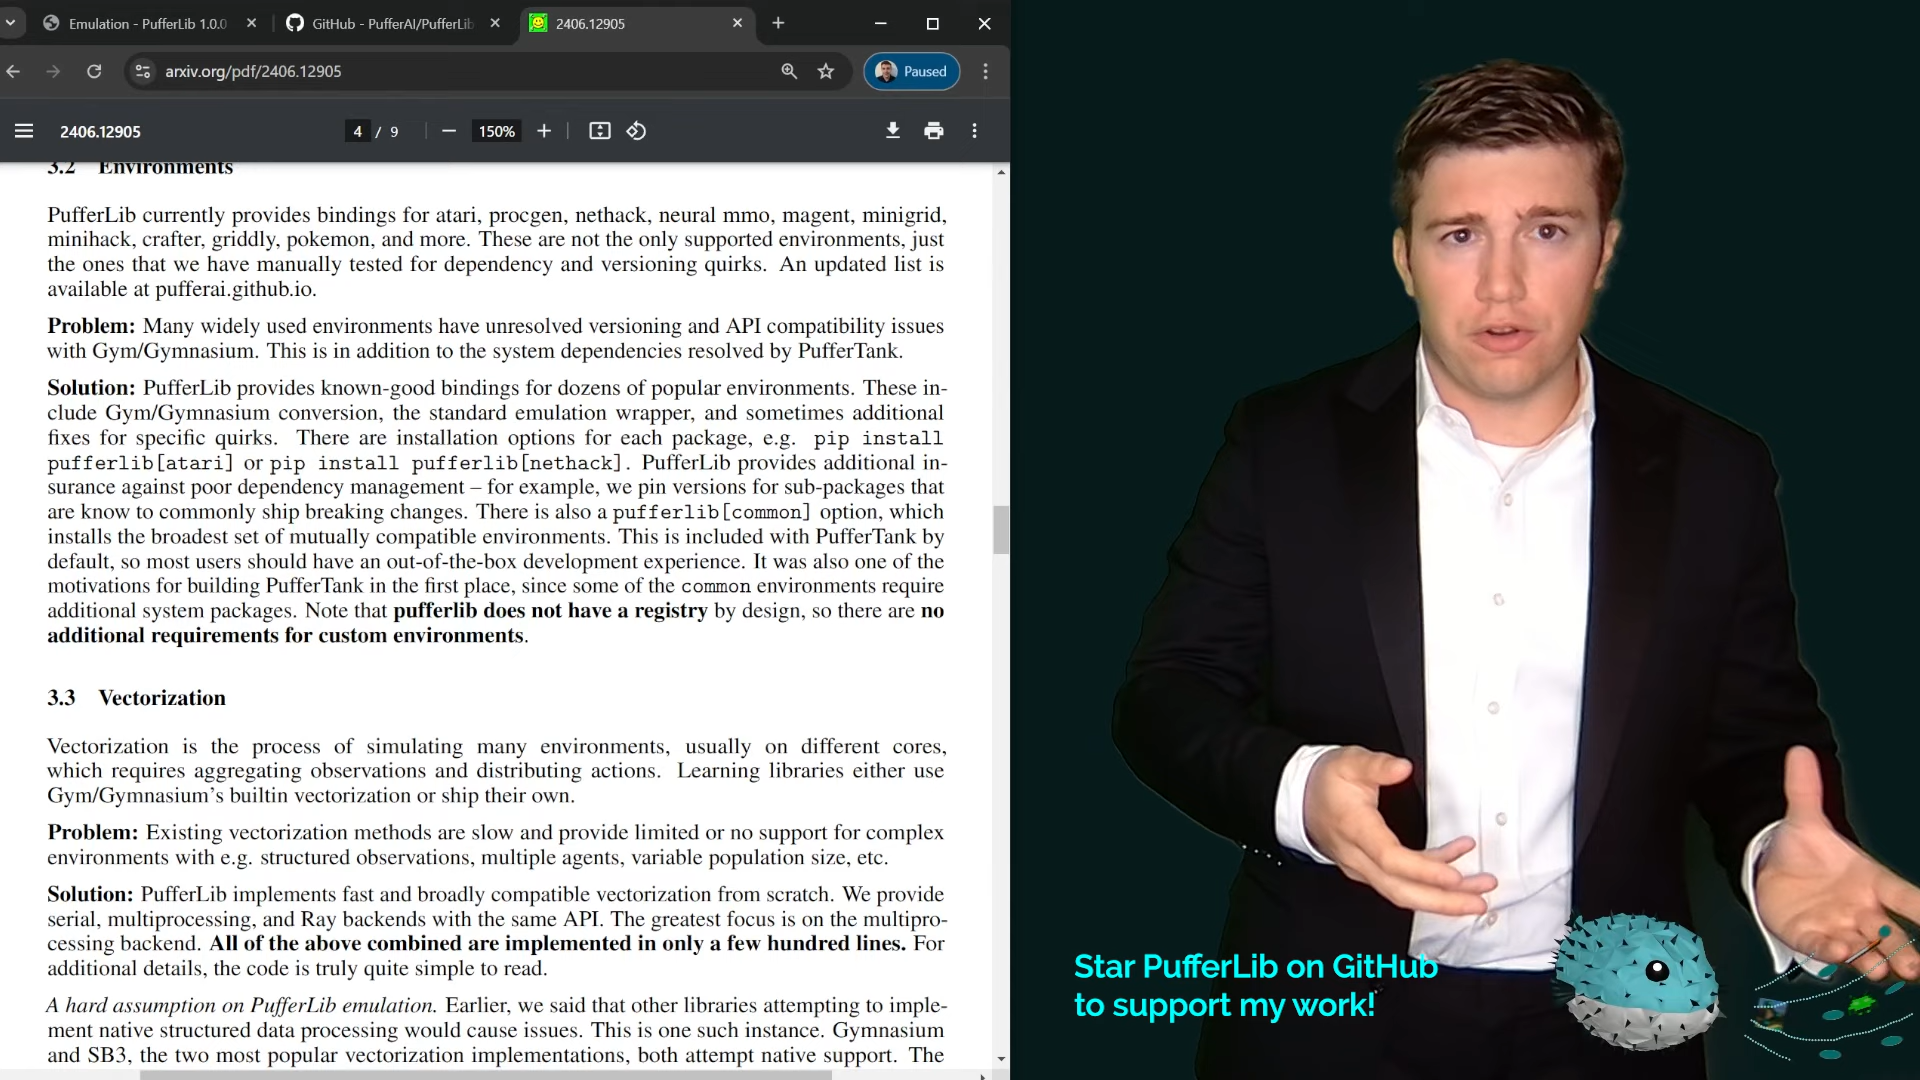 Emulation - PufferLib 1.0.0
GitHub - PufferAI/PufferLib
2406.12905
arxiv.org/pdf/2406.12905
Paused
2406.12905
4 / 9
150%
3.2 Environments
PufferLib currently provides bindings for atari, procgen, nethack, neural mmo, magent, minigrid,
minihack, crafter, griddly, pokemon, and more. These are not the only supported environments, just
the ones that we have manually tested for dependency and versioning quirks. An updated list is
available at pufferai.github.io.
Problem: Many widely used environments have unresolved versioning and API compatibility issues
with Gym/Gymnasium. This is in addition to the system dependencies resolved by PufferTank.
Solution: PufferLib provides known-good bindings for dozens of popular environments. These in-
clude Gym/Gymnasium conversion, the standard emulation wrapper, and sometimes additional
fixes for specific quirks. There are installation options for each package, e.g. pip install
pufferlib[atari] or pip install pufferlib[nethack]. PufferLib provides additional in-
surance against poor dependency management – for example, we pin versions for sub-packages that
are know to commonly ship breaking changes. There is also a pufferlib[common] option, which
installs the broadest set of mutually compatible environments. This is included with PufferTank by
default, so most users should have an out-of-the-box development experience. It was also one of the
motivations for building PufferTank in the first place, since some of the common environments require
additional system packages. Note that pufferlib does not have a registry by design, so there are no
additional requirements for custom environments.
3.3 Vectorization
Vectorization is the process of simulating many environments, usually on different cores,
which requires aggregating observations and distributing actions. Learning libraries either use
Gym/Gymnasium's builtin vectorization or ship their own.
Problem: Existing vectorization methods are slow and provide limited or no support for complex
environments with e.g. structured observations, multiple agents, variable population size, etc.
Solution: PufferLib implements fast and broadly compatible vectorization from scratch. We provide
serial, multiprocessing, and Ray backends with the same API. The greatest focus is on the multipro-
cessing backend. All of the above combined are implemented in only a few hundred lines. For
additional details, the code is truly quite simple to read.
A hard assumption on PufferLib emulation. Earlier, we said that other libraries attempting to imple-
ment native structured data processing would cause issues. This is one such instance. Gymnasium
and SB3, the two most popular vectorization implementations, both attempt native support. The
Star PufferLib on GitHub
to support my work!